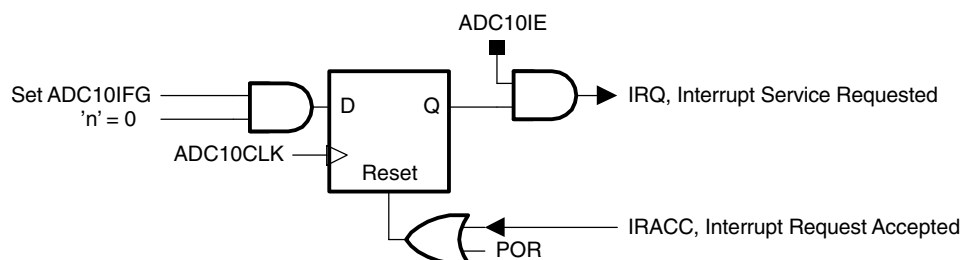 ADC10IE
Set ADC10IFG
'n' = 0
D
Q
IRQ, Interrupt Service Requested
ADC10CLK
Reset
IRACC, Interrupt Request Accepted
POR